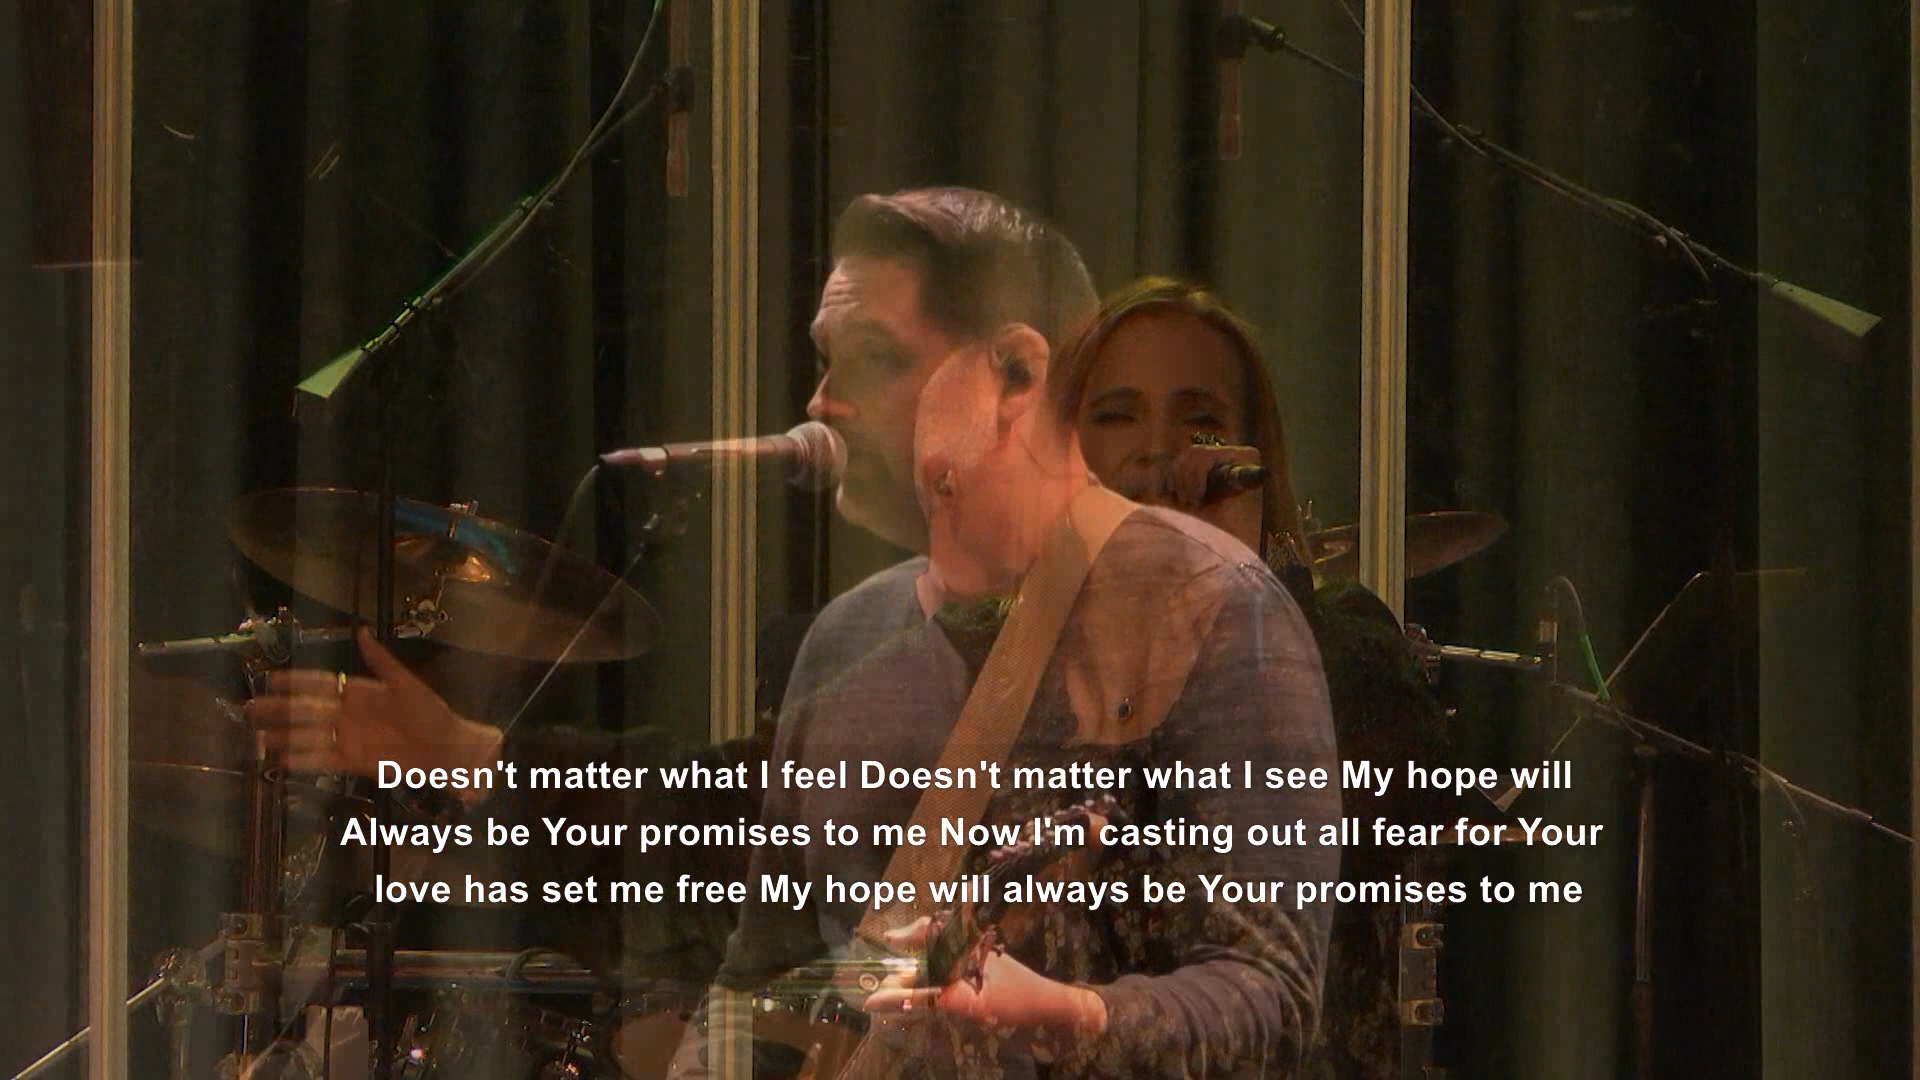 Doesn't matter what I feel Doesn't matter what I see My hope will
Always be Your promises to me Now I'm casting out all fear for Your
love has set me free My hope will always be Your promises to me